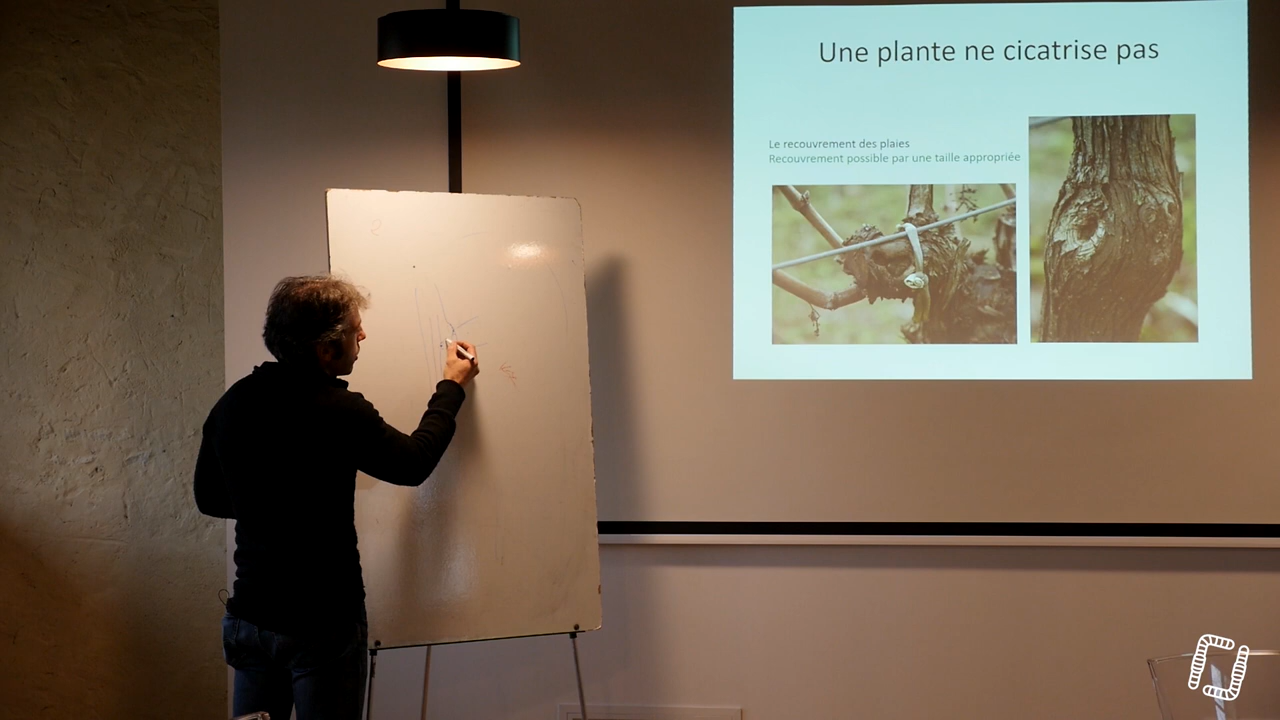 Une plante ne cicatrise pas
Le recouvrement des plaies
Recouvrement possible par une taille appropriée